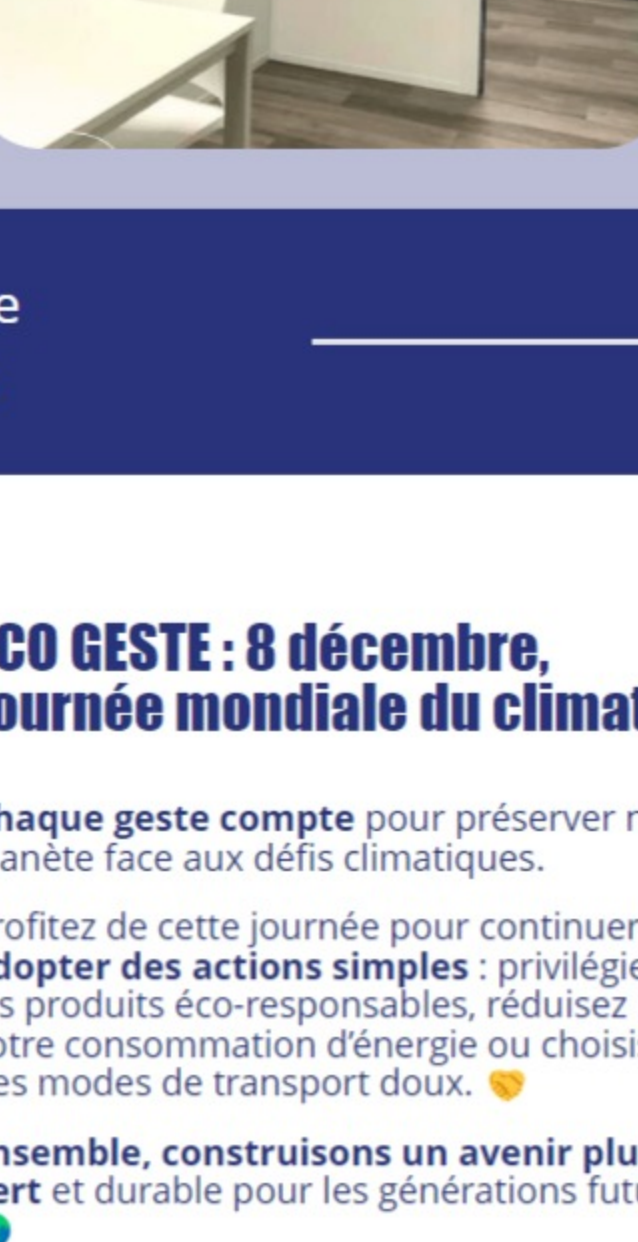 e
CO GESTE : 8 décembre,
ournée mondiale du climat
haque geste compte pour préserver n
anète face aux défis climatiques.
rofitez de cette journée pour continuer
dopter des actions simples : privilégie
s produits éco-responsables, réduisez
otre consommation d’énergie ou choisis
es modes de transport doux. 🤝
nsemble, construisons un avenir plu
ert et durable pour les générations futu